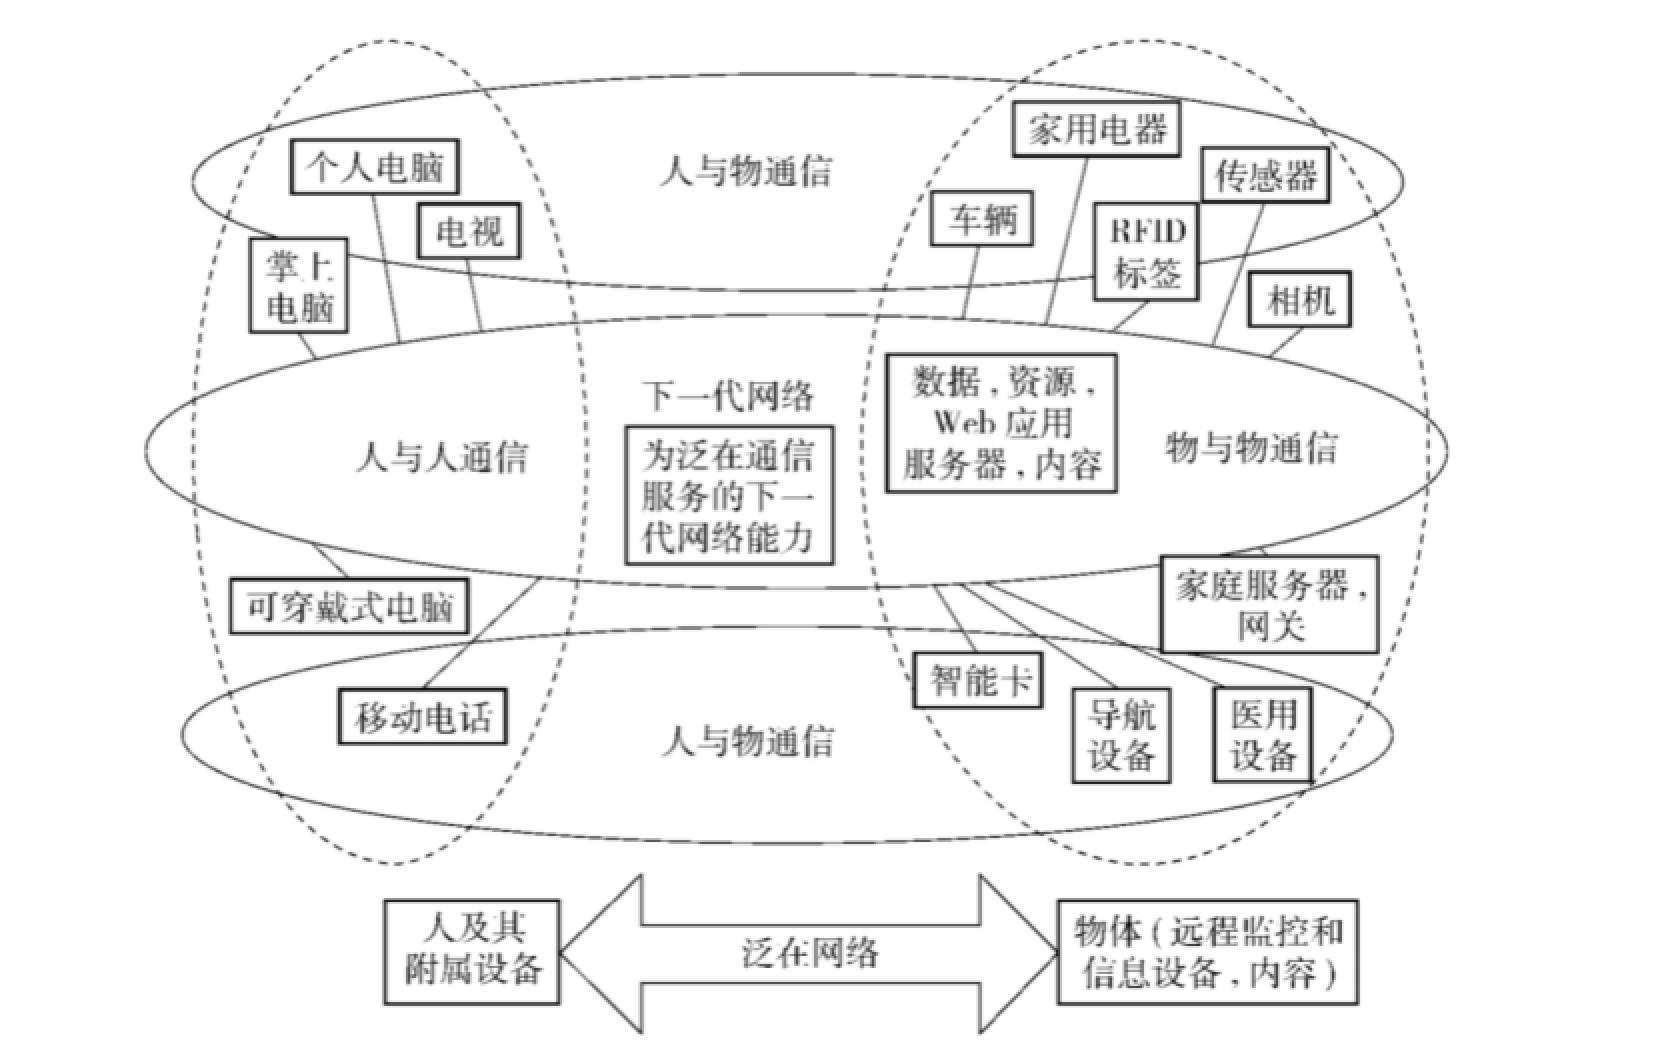 家用电器
个人电脑
人与物通信
传感器
车辆
电视
RFID
标签
掌上
电脑
相机
下一代网络
数据，资源，
Web 应用
服务器，内容
人与人通信
为泛在通信
服务的下一
代网络能力
物与物通信
可穿戴式电脑
家庭服务器，
网关
智能卡
移动电话
人与物通信
导航
设备
医用
设备
人及其
附属设备
泛在网络
物体（远程监控和
信息设备，内容）